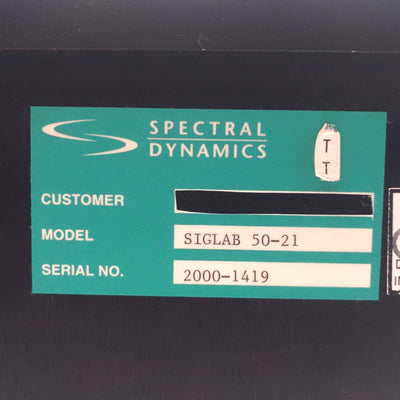 SPECTRAL
DYNAMICS
T
T
CUSTOMER
MODEL SIGLAB 50-21
SERIAL NO. 2000-1419